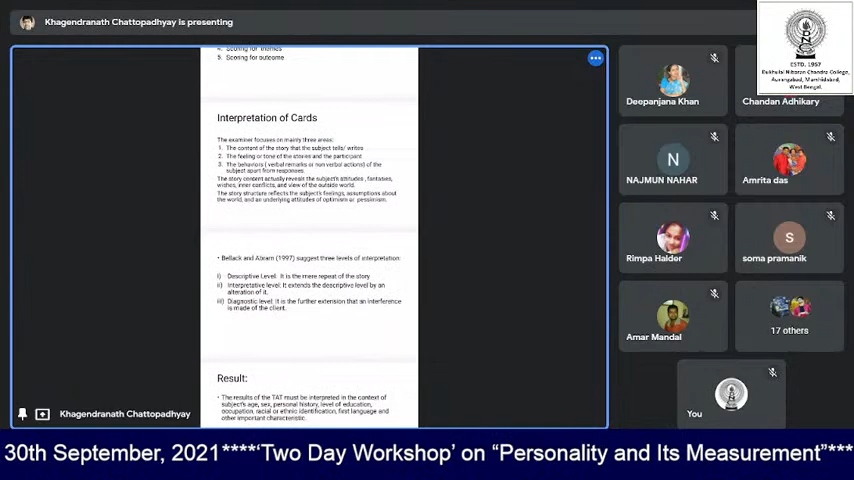 Khagendranath Chattopadhyay is presenting
4. Scoring for themes
5. Scoring for outcome
Interpretation of Cards
The examiner focuses on mainly three areas:
1. The content of the story that the subject tells/ writes
2. The feeling or tone of the stories and the participant
3. The behaviors ( verbal remarks or non verbal actions) of the
subject apart from responses.
The story content actually reveals the subject's attitudes , fantasies,
wishes, inner conflicts, and view of the outside world.
The story structure reflects the subject's feelings, assumptions about
the world, and an underlying attitudes of optimism or pessimism.
• Bellack and Abram (1997) suggest three levels of interpretation:
i) Descriptive Level: It is the mere repeat of the story
ii) Interpretative level: It extends the descriptive level by an
alteration of it.
iii) Diagnostic level: It is the further extension that an interference
is made of the client.
Result:
• The results of the TAT must be interpreted in the context of
subject's age, sex, personal history, level of education,
occupation, racial or ethnic identification, first language and
other important characteristic.
Khagendranath Chattopadhyay
Deepanjana Khan
Chandan Adhikary
N
NAJMUN NAHAR
Amrita das
Rimpa Halder
S
soma pramanik
Amar Mandal
17 others
You
ESTD. 1967
Dukhulal Nibaran Chandra College,
Aurangabad, Murshidabad,
West Bengal.
30th September, 2021****'Two Day Workshop' on "Personality and Its Measurement"***